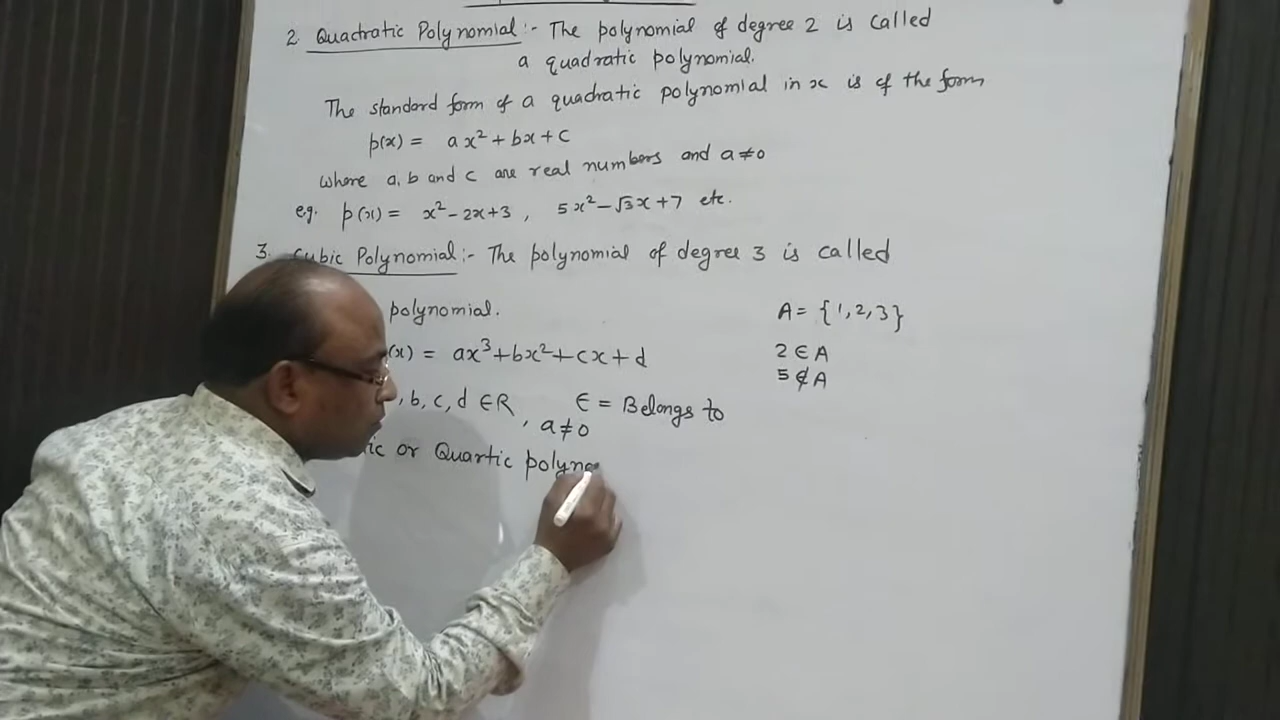 2. Quadratic Polynomial :- The polynomial of degree 2 is called
a quadratic polynomial.
The standard form of a quadratic polynomial in x is of the form
p(x) = ax² + bx + c
where a, b and c are real numbers and a ≠ 0
e.g. p(x) = x² - 2x + 3 , 5x² - √3x + 7 etc.
3. Cubic Polynomial :- The polynomial of degree 3 is called
polynomial.
(x) = ax³ + bx² + cx + d
, b, c, d ∈ R , a ≠ 0
∈ = Belongs to
ic or Quartic polyno
A = {1, 2, 3}
2 ∈ A
5 ∉ A